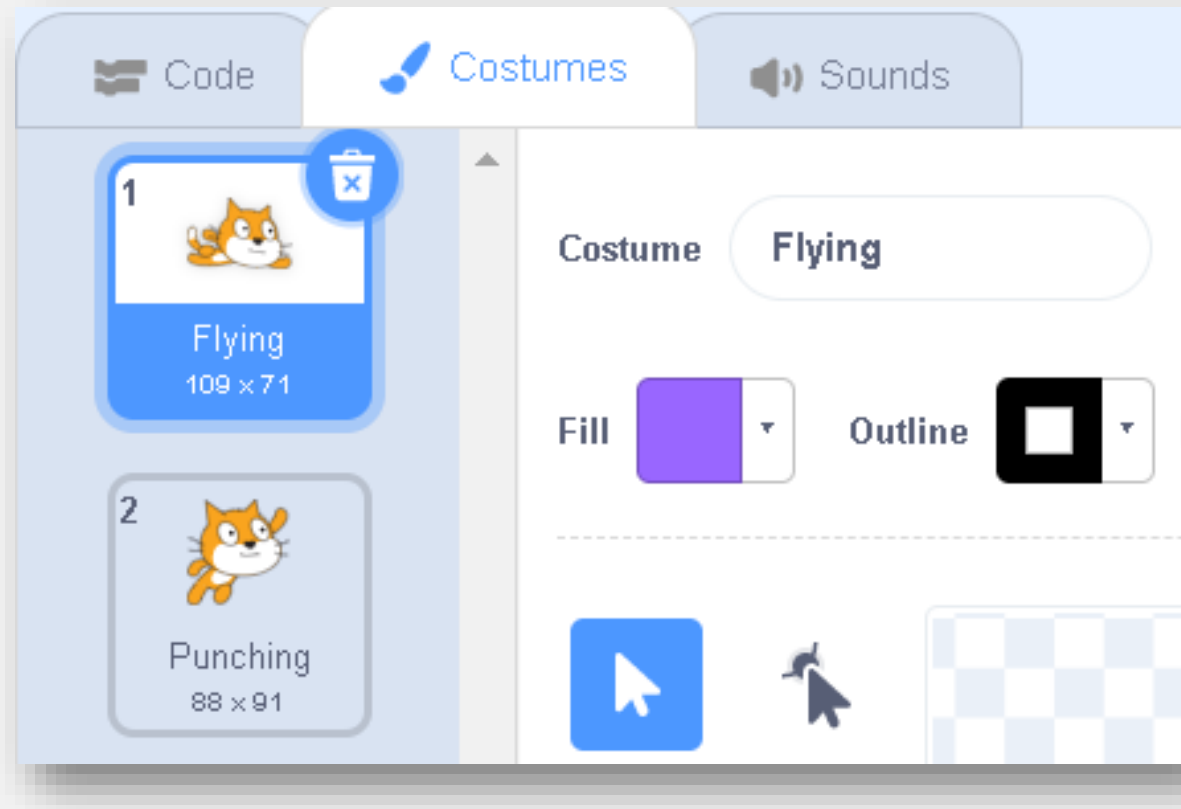 Code
Costumes
Sounds
1
Flying
109 x 71
2
Punching
88 x 91
Costume
Flying
Fill
Outline